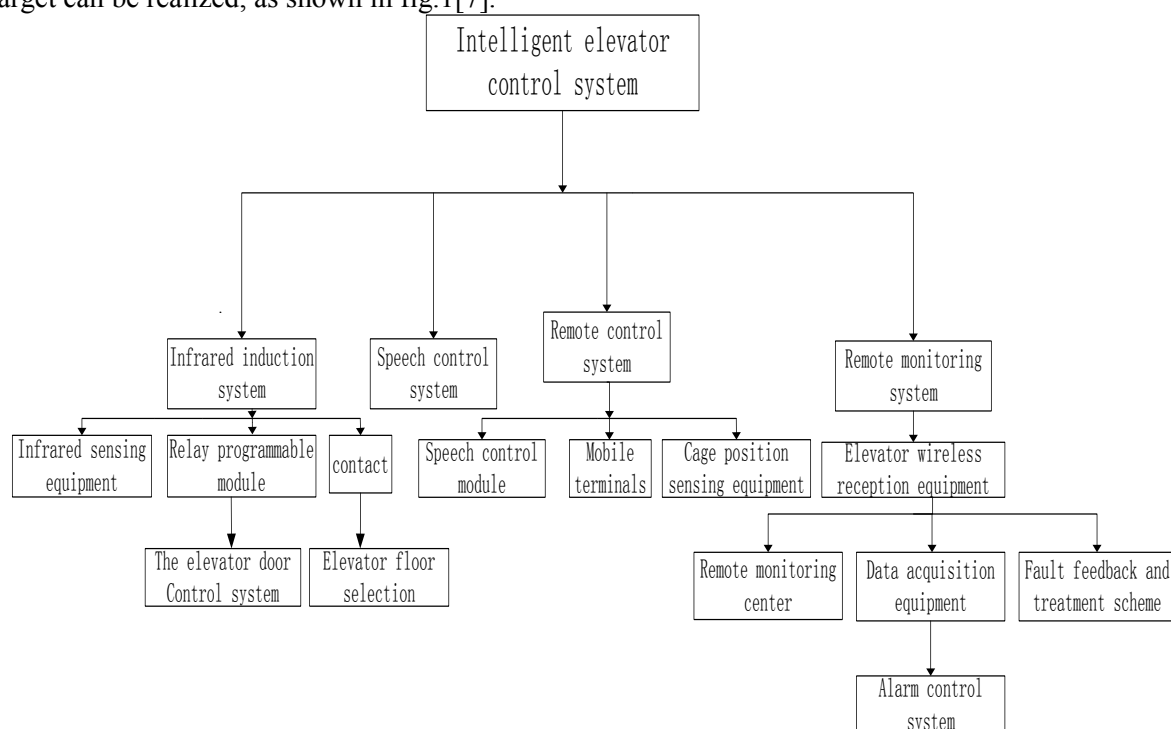 arget can be realized, as shown in fig.1[7].
Intelligent elevator
control system
Infrared induction
system
Speech control
system
Remote control
system
Remote monitoring
system
Infrared sensing
equipment
Relay programmable
module
contact
Speech control
module
Mobile
terminals
Cage position
sensing equipment
Elevator wireless
reception equipment
The elevator door
Control system
Elevator floor
selection
Remote monitoring
center
Data acquisition
equipment
Fault feedback and
treatment scheme
Alarm control
system